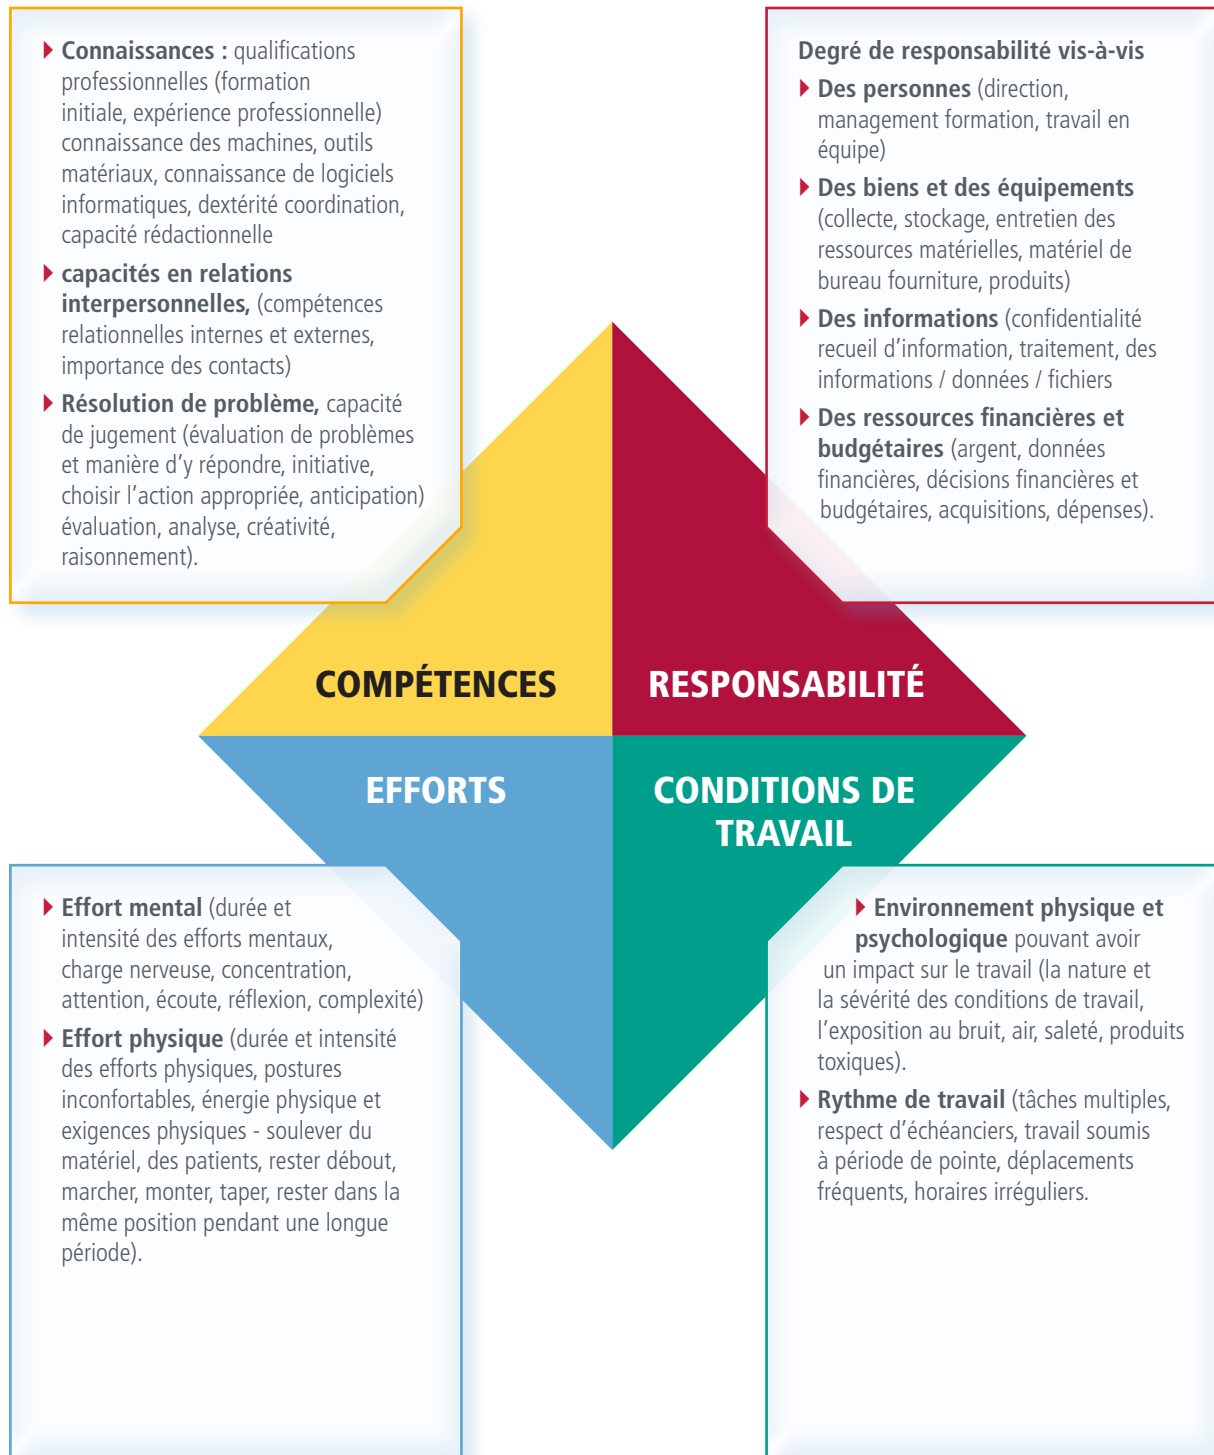 Connaissances : qualifications
professionnelles (formation
initiale, expérience professionnelle)
connaissance des machines, outils
matériaux, connaissance de logiciels
informatiques, dextérité coordination,
capacité rédactionnelle
capacités en relations
interpersonnelles, (compétences
relationnelles internes et externes,
importance des contacts)
Résolution de problème, capacité
de jugement (évaluation de problèmes
et manière d’y répondre, initiative,
choisir l’action appropriée, anticipation)
évaluation, analyse, créativité,
raisonnement).
Degré de responsabilité vis-à-vis
Des personnes (direction,
management formation, travail en
équipe)
Des biens et des équipements
(collecte, stockage, entretien des
ressources matérielles, matériel de
bureau fourniture, produits)
Des informations (confidentialité
recueil d’information, traitement, des
informations / données / fichiers
Des ressources financières et
budgétaires (argent, données
financières, décisions financières et
budgétaires, acquisitions, dépenses).
COMPÉTENCES
RESPONSABILITÉ
EFFORTS
CONDITIONS DE
TRAVAIL
Effort mental (durée et
intensité des efforts mentaux,
charge nerveuse, concentration,
attention, écoute, réflexion, complexité)
Effort physique (durée et intensité
des efforts physiques, postures
inconfortables, énergie physique et
exigences physiques - soulever du
matériel, des patients, rester débout,
marcher, monter, taper, rester dans la
même position pendant une longue
période).
Environnement physique et
psychologique pouvant avoir
un impact sur le travail (la nature et
la sévérité des conditions de travail,
l’exposition au bruit, air, saleté, produits
toxiques).
Rythme de travail (tâches multiples,
respect d’échéanciers, travail soumis
à période de pointe, déplacements
fréquents, horaires irréguliers.